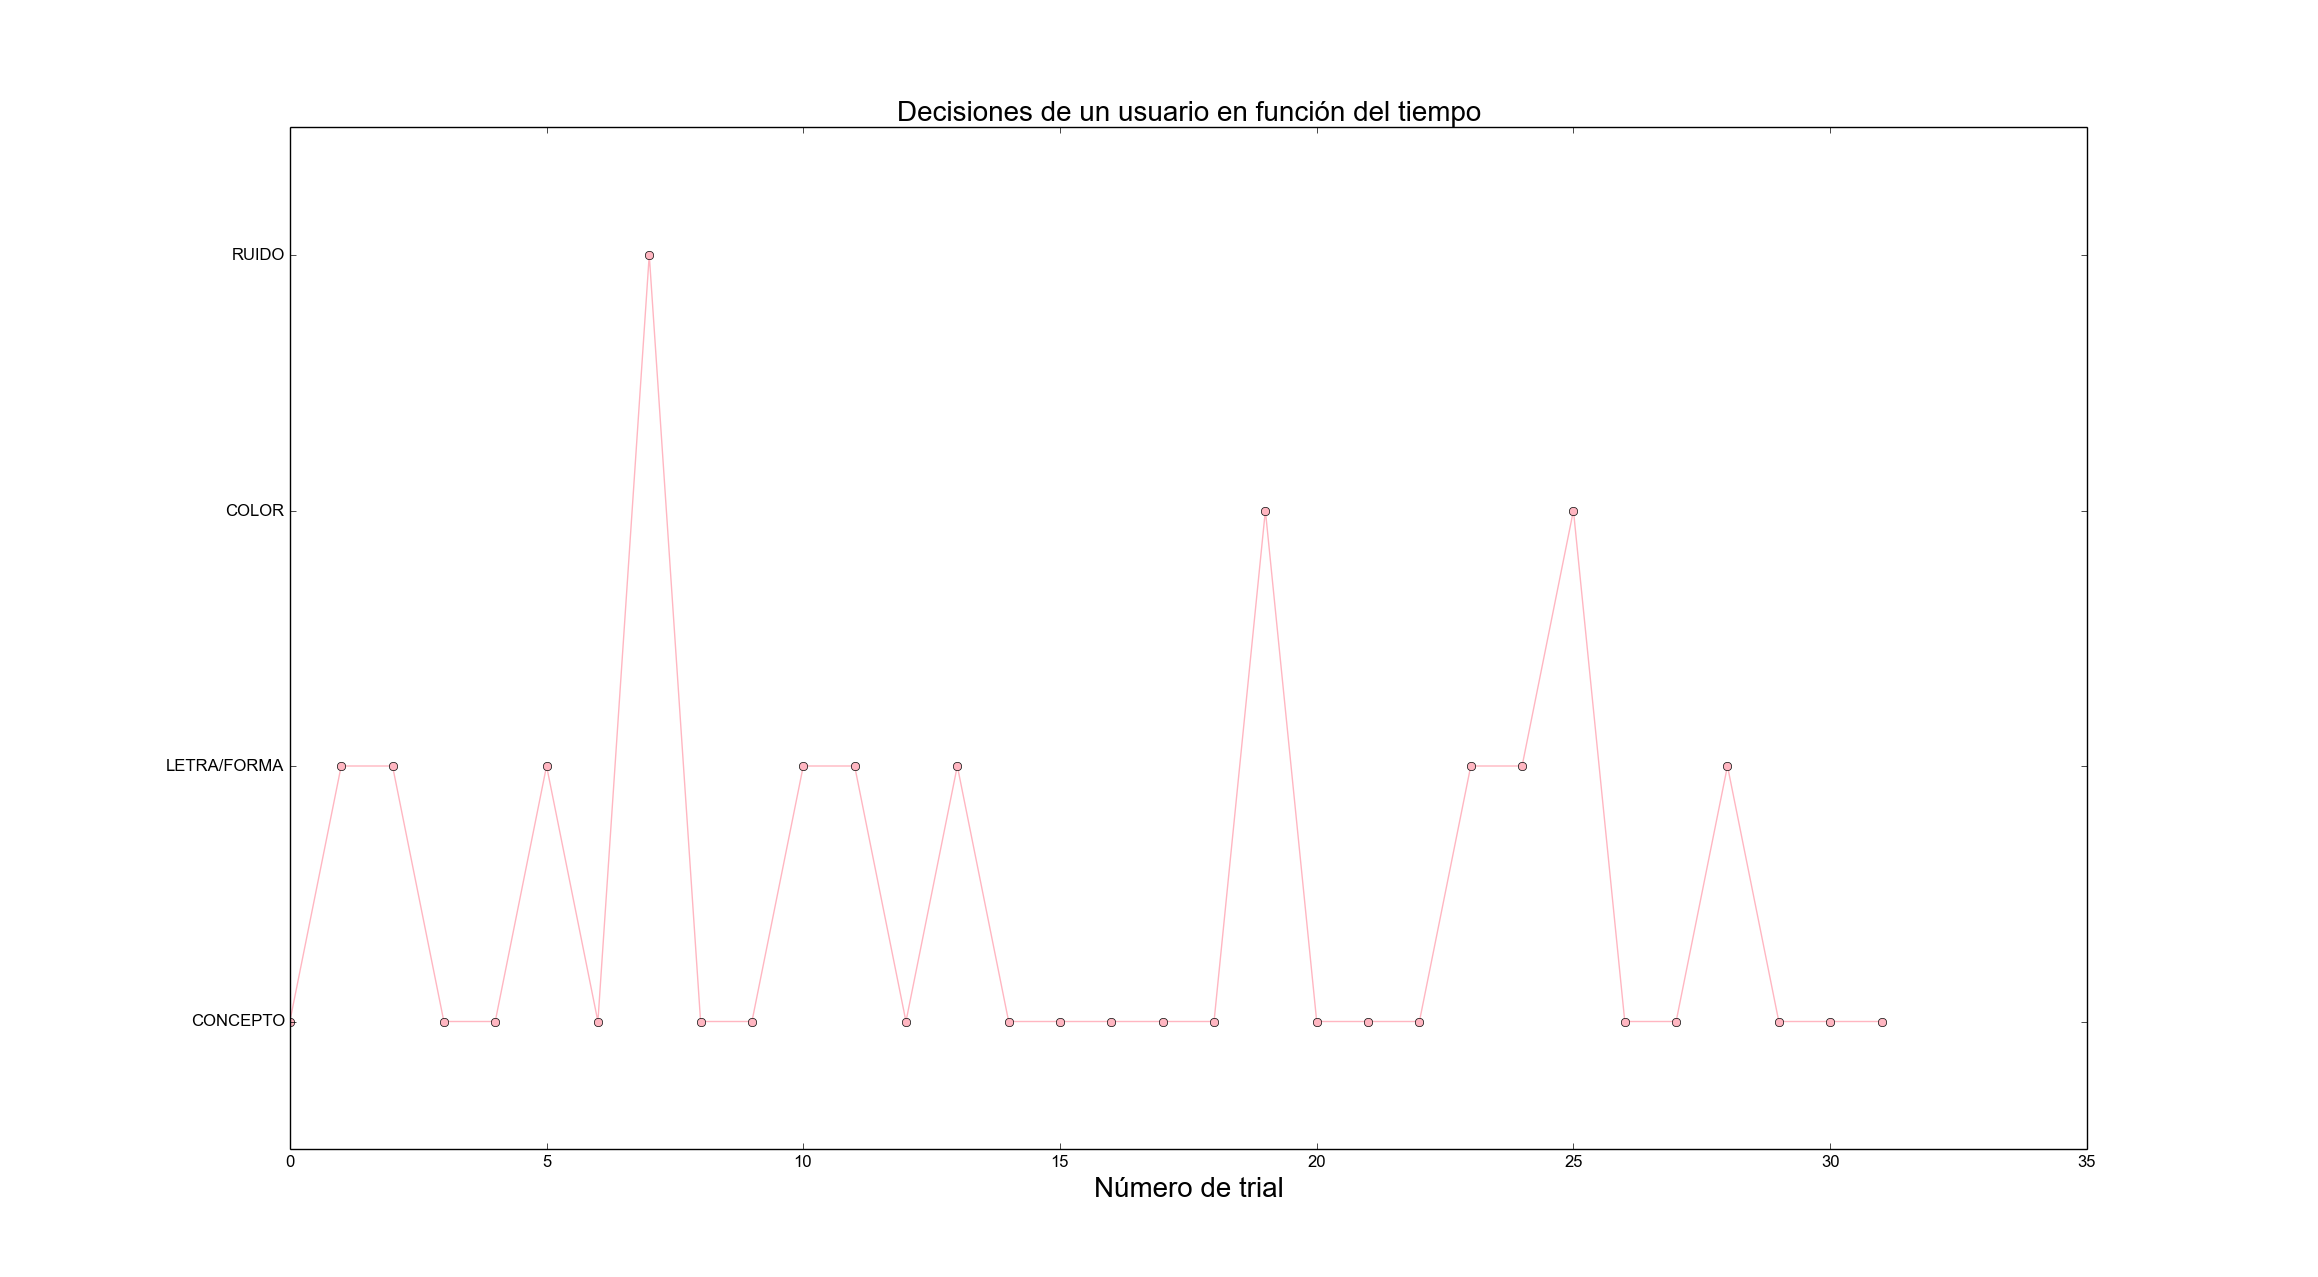 Decisiones de un usuario en función del tiempo
RUIDO
COLOR
LETRA/FORMA
CONCEPTO
0 5 10 15 20 25 30 35
Número de trial